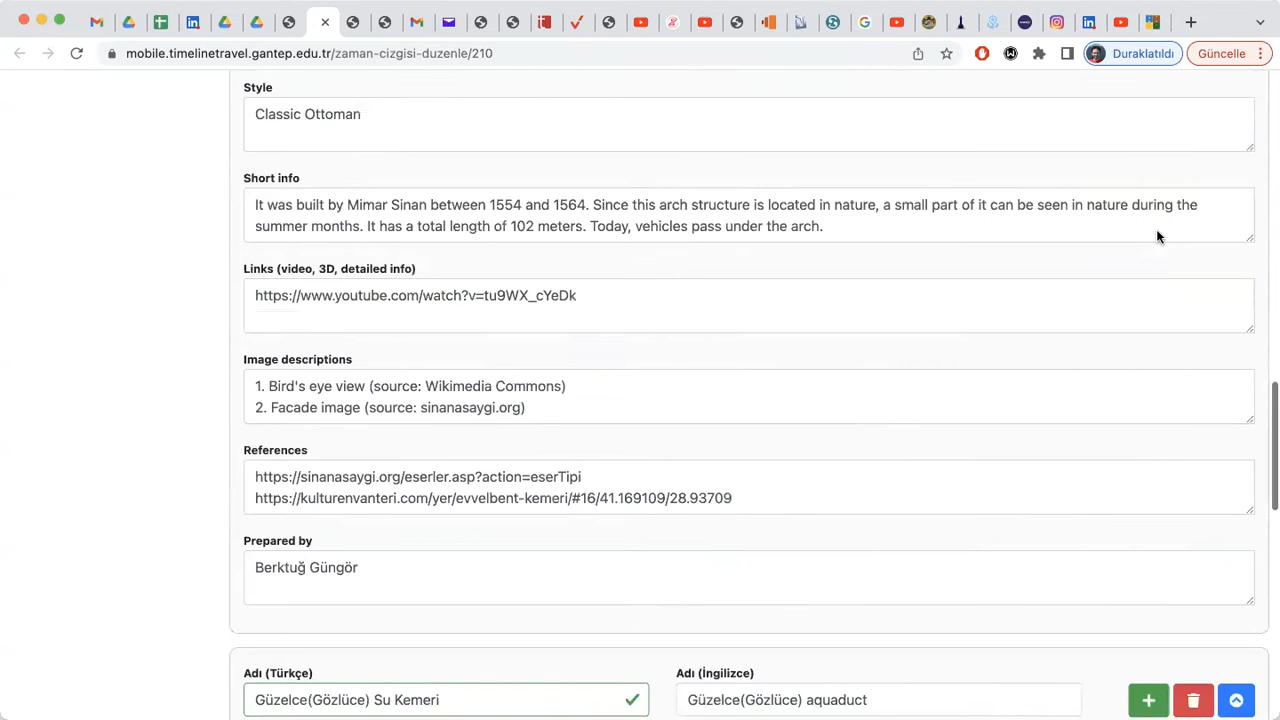 mobile.timelinetravel.gantep.edu.tr/zaman-cizgisi-duzenle/210
Duraklatıldı
Güncelle
Style
Classic Ottoman
Short info
It was built by Mimar Sinan between 1554 and 1564. Since this arch structure is located in nature, a small part of it can be seen in nature during the
summer months. It has a total length of 102 meters. Today, vehicles pass under the arch.
Links (video, 3D, detailed info)
https://www.youtube.com/watch?v=tu9WX_cYeDk
Image descriptions
1. Bird's eye view (source: Wikimedia Commons)
2. Facade image (source: sinanasaygi.org)
References
https://sinanasaygi.org/eserler.asp?action=eserTipi
https://kulturenvanteri.com/yer/evvelbent-kemeri/#16/41.169109/28.93709
Prepared by
Berktuğ Güngör
Adı (Türkçe)
Adı (İngilizce)
Güzelce(Gözlüce) Su Kemeri
Güzelce(Gözlüce) aquaduct